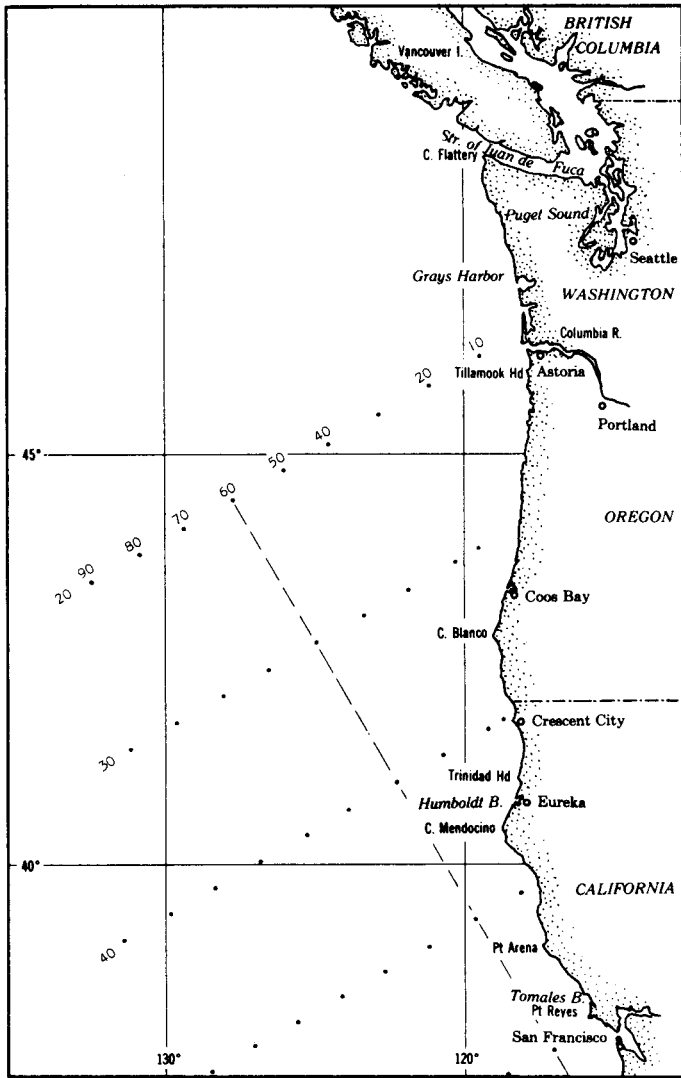 BRITISH
COLUMBIA
Vancouver I.
Str. of Juan de Fuca
C. Flattery
Puget Sound
Seattle
Grays Harbor
WASHINGTON
Columbia R.
10
Tillamook Hd
Astoria
20
Portland
40
45°
50
60
OREGON
70
80
90
20
Coos Bay
C. Blanco
Crescent City
30
Trinidad Hd
Humboldt B.
Eureka
C. Mendocino
40°
CALIFORNIA
40
Pt Arena
Tomales B.
Pt Reyes
San Francisco
130°
120°